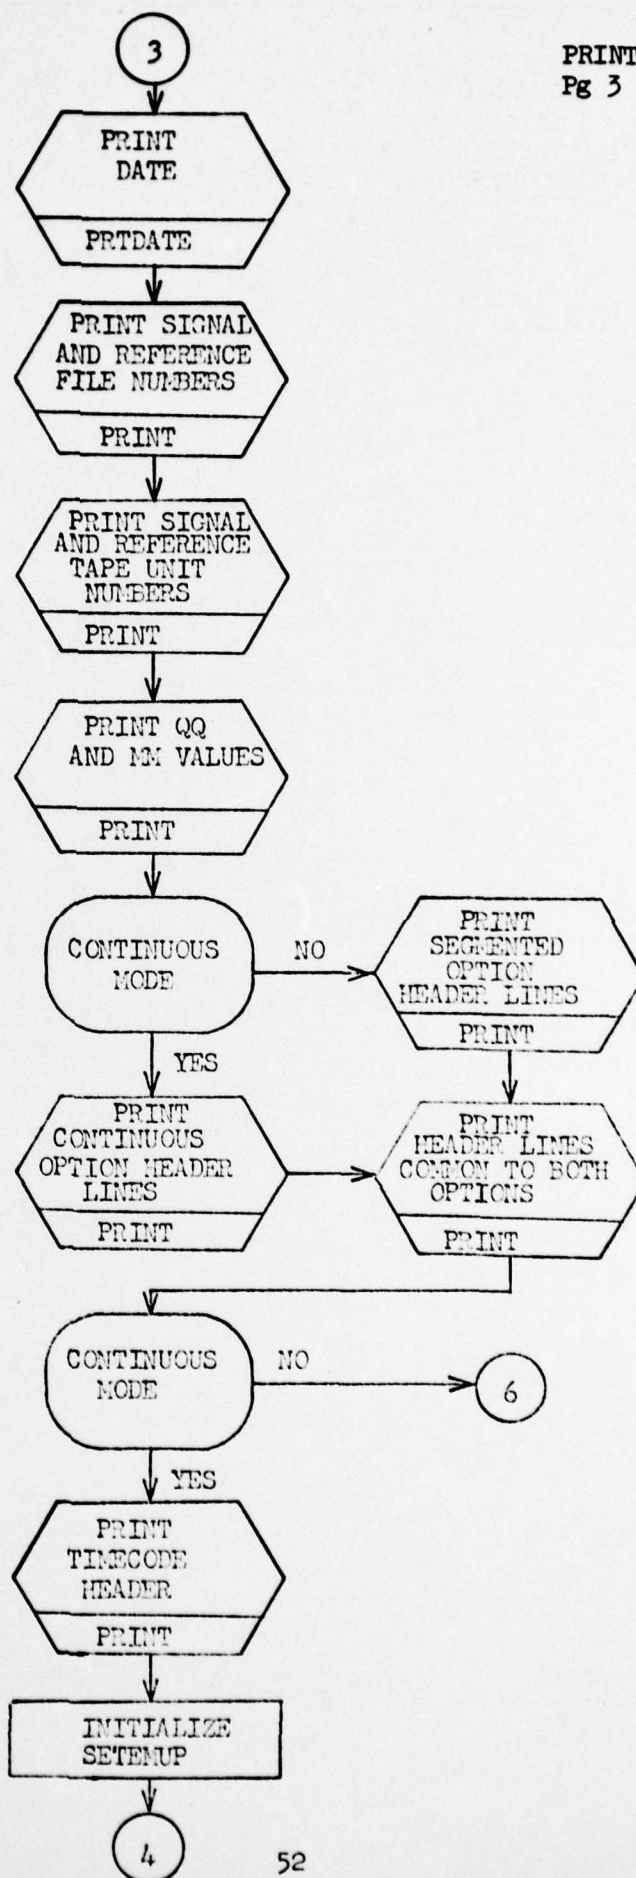 3
PRINT
Pg 3
PRINT
DATE
PRTDATE
PRINT SIGNAL
AND REFERENCE
FILE NUMBERS
PRINT
PRINT SIGNAL
AND REFERENCE
TAPE UNIT
NUMBERS
PRINT
PRINT QQ
AND MM VALUES
PRINT
CONTINUOUS
MODE
NO
PRINT
SEGMENTED
OPTION
HEADER LINES
PRINT
YES
PRINT
CONTINUOUS
OPTION HEADER
LINES
PRINT
PRINT
HEADER LINES
COMMON TO BOTH
OPTIONS
PRINT
CONTINUOUS
MODE
NO
6
YES
PRINT
TIMECODE
HEADER
PRINT
INITIALIZE
SETEMUP
4
52